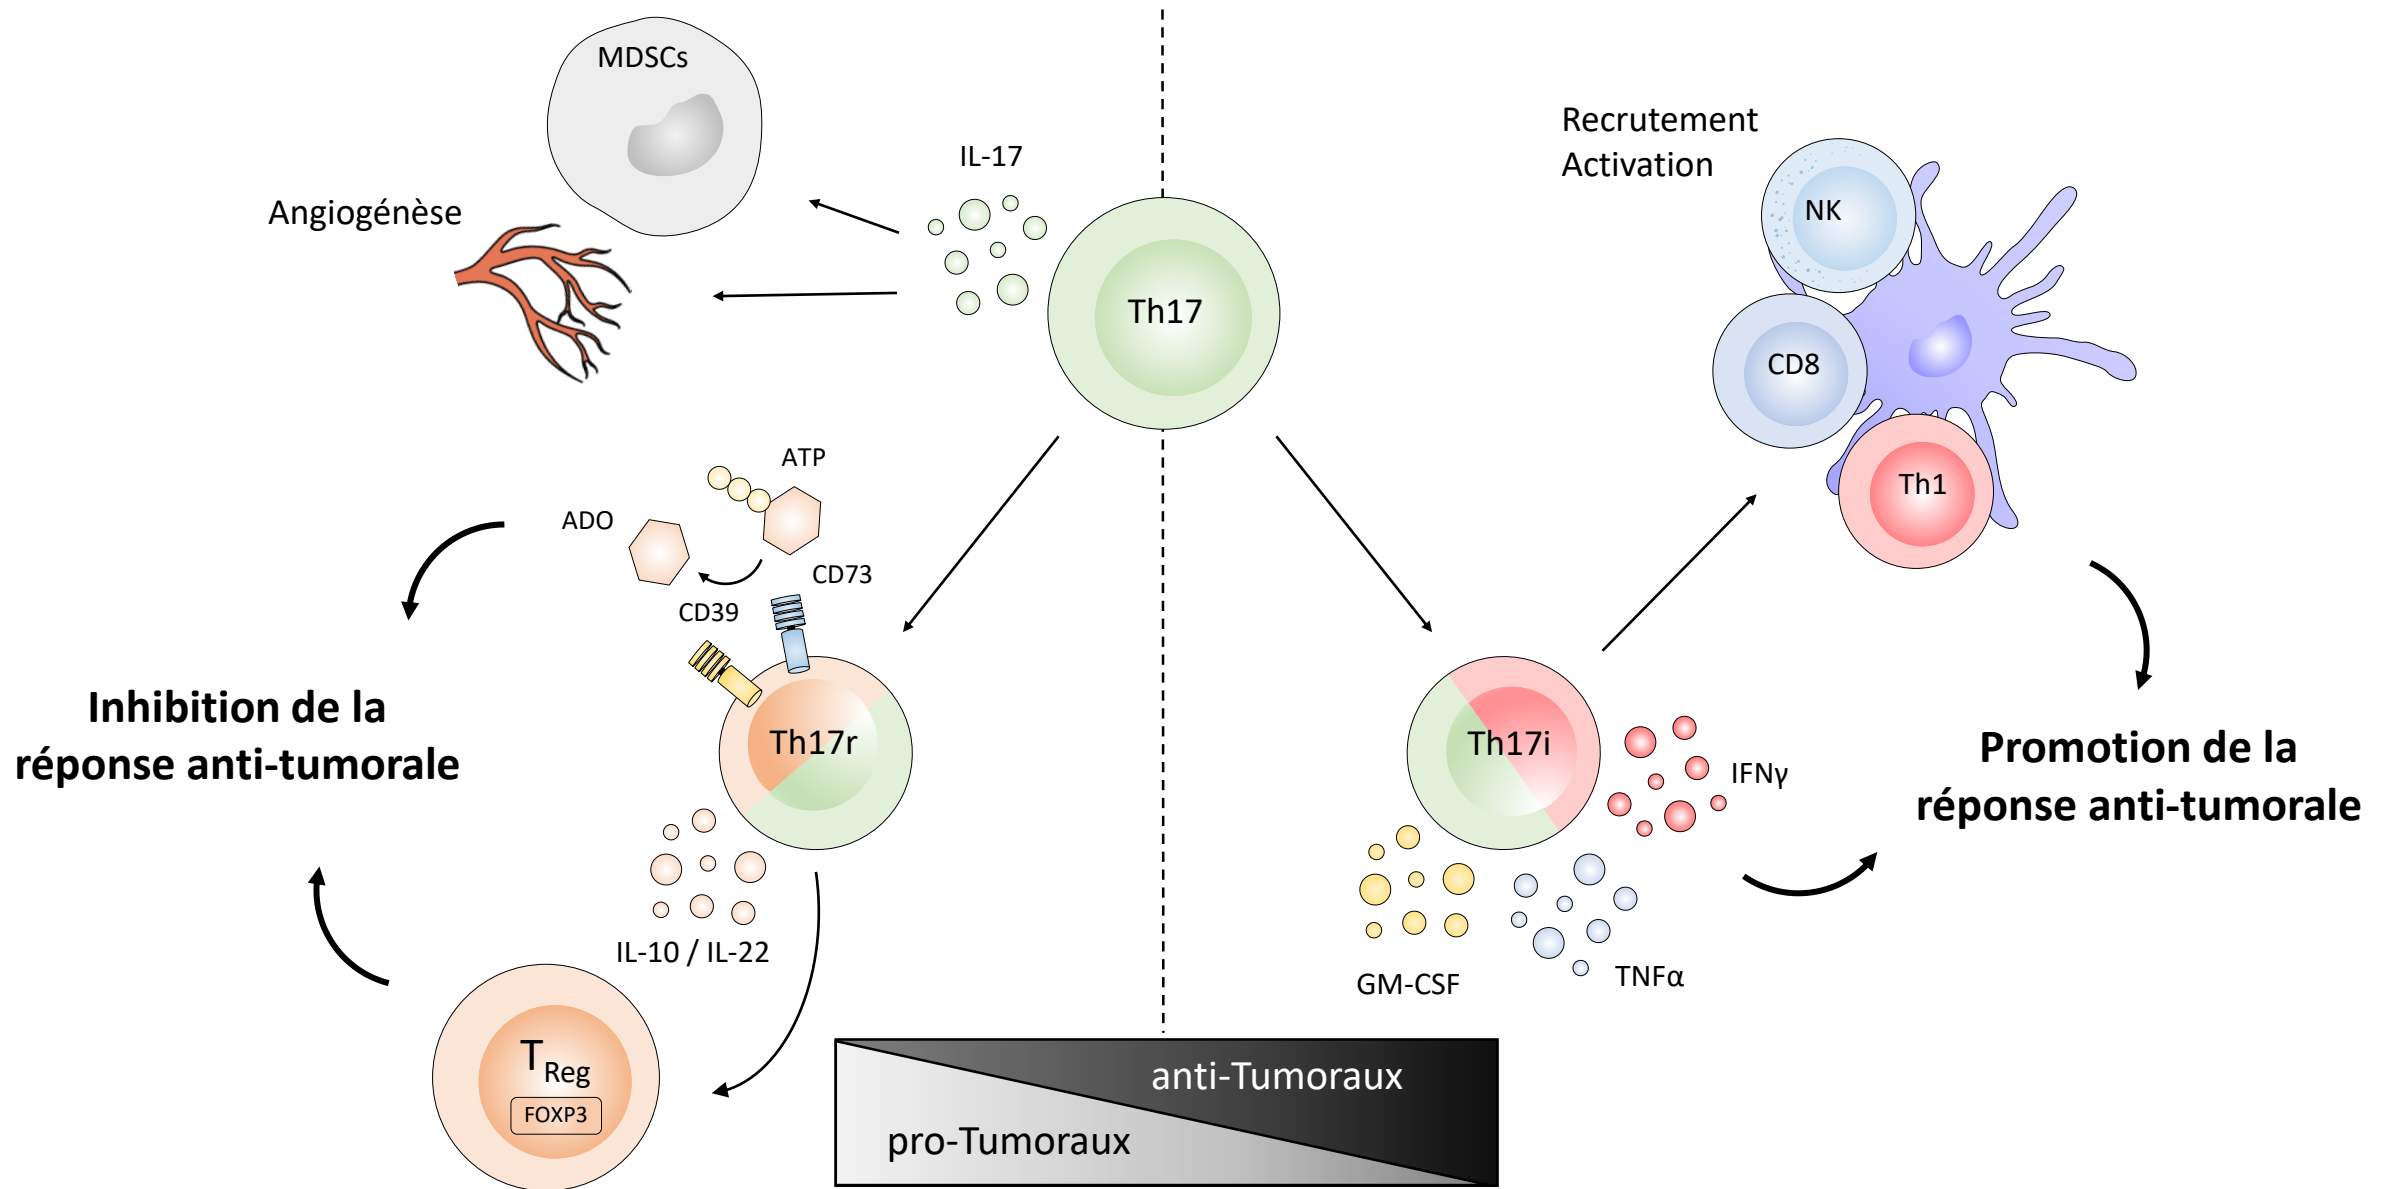 MDSCs
Angiogénèse
IL-17
Th17
Recrutement
Activation
NK
CD8
Th1
ATP
ADO
CD73
CD39
Inhibition de la
réponse anti-tumorale
Th17r
IL-10 / IL-22
TReg
FOXP3
Th17i
IFNγ
GM-CSF
TNFα
Promotion de la
réponse anti-tumorale
anti-Tumoraux
pro-Tumoraux